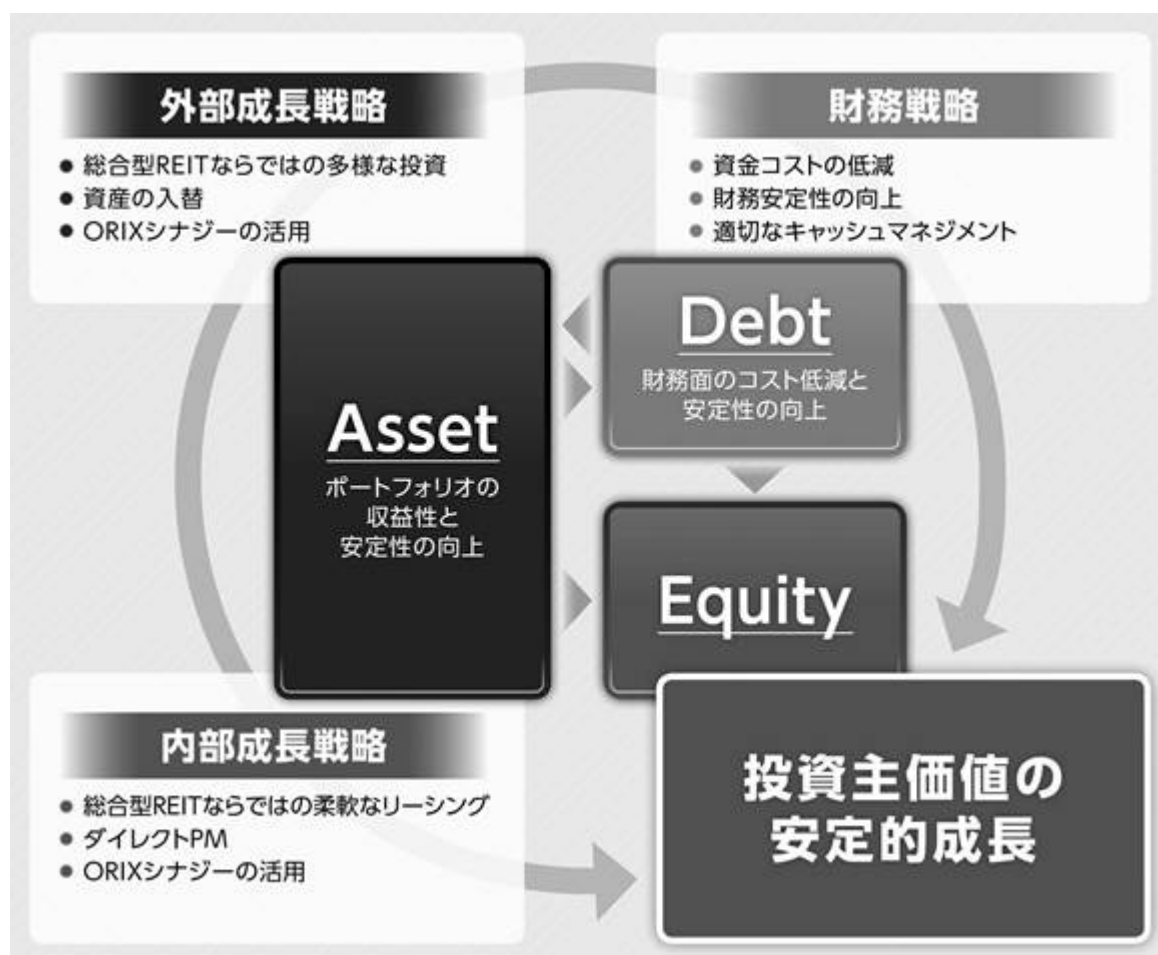 外部成長戦略
● 総合型REITならではの多様な投資
● 資産の入替
● ORIXシナジーの活用
財務戦略
● 資金コストの低減
● 財務安定性の向上
● 適切なキャッシュマネジメント
Asset
ポートフォリオの
収益性と
安定性の向上
Debt
財務面のコスト低減と
安定性の向上
Equity
内部成長戦略
● 総合型REITならではの柔軟なリーシング
● ダイレクトPM
● ORIXシナジーの活用
投資主価値の
安定的成長